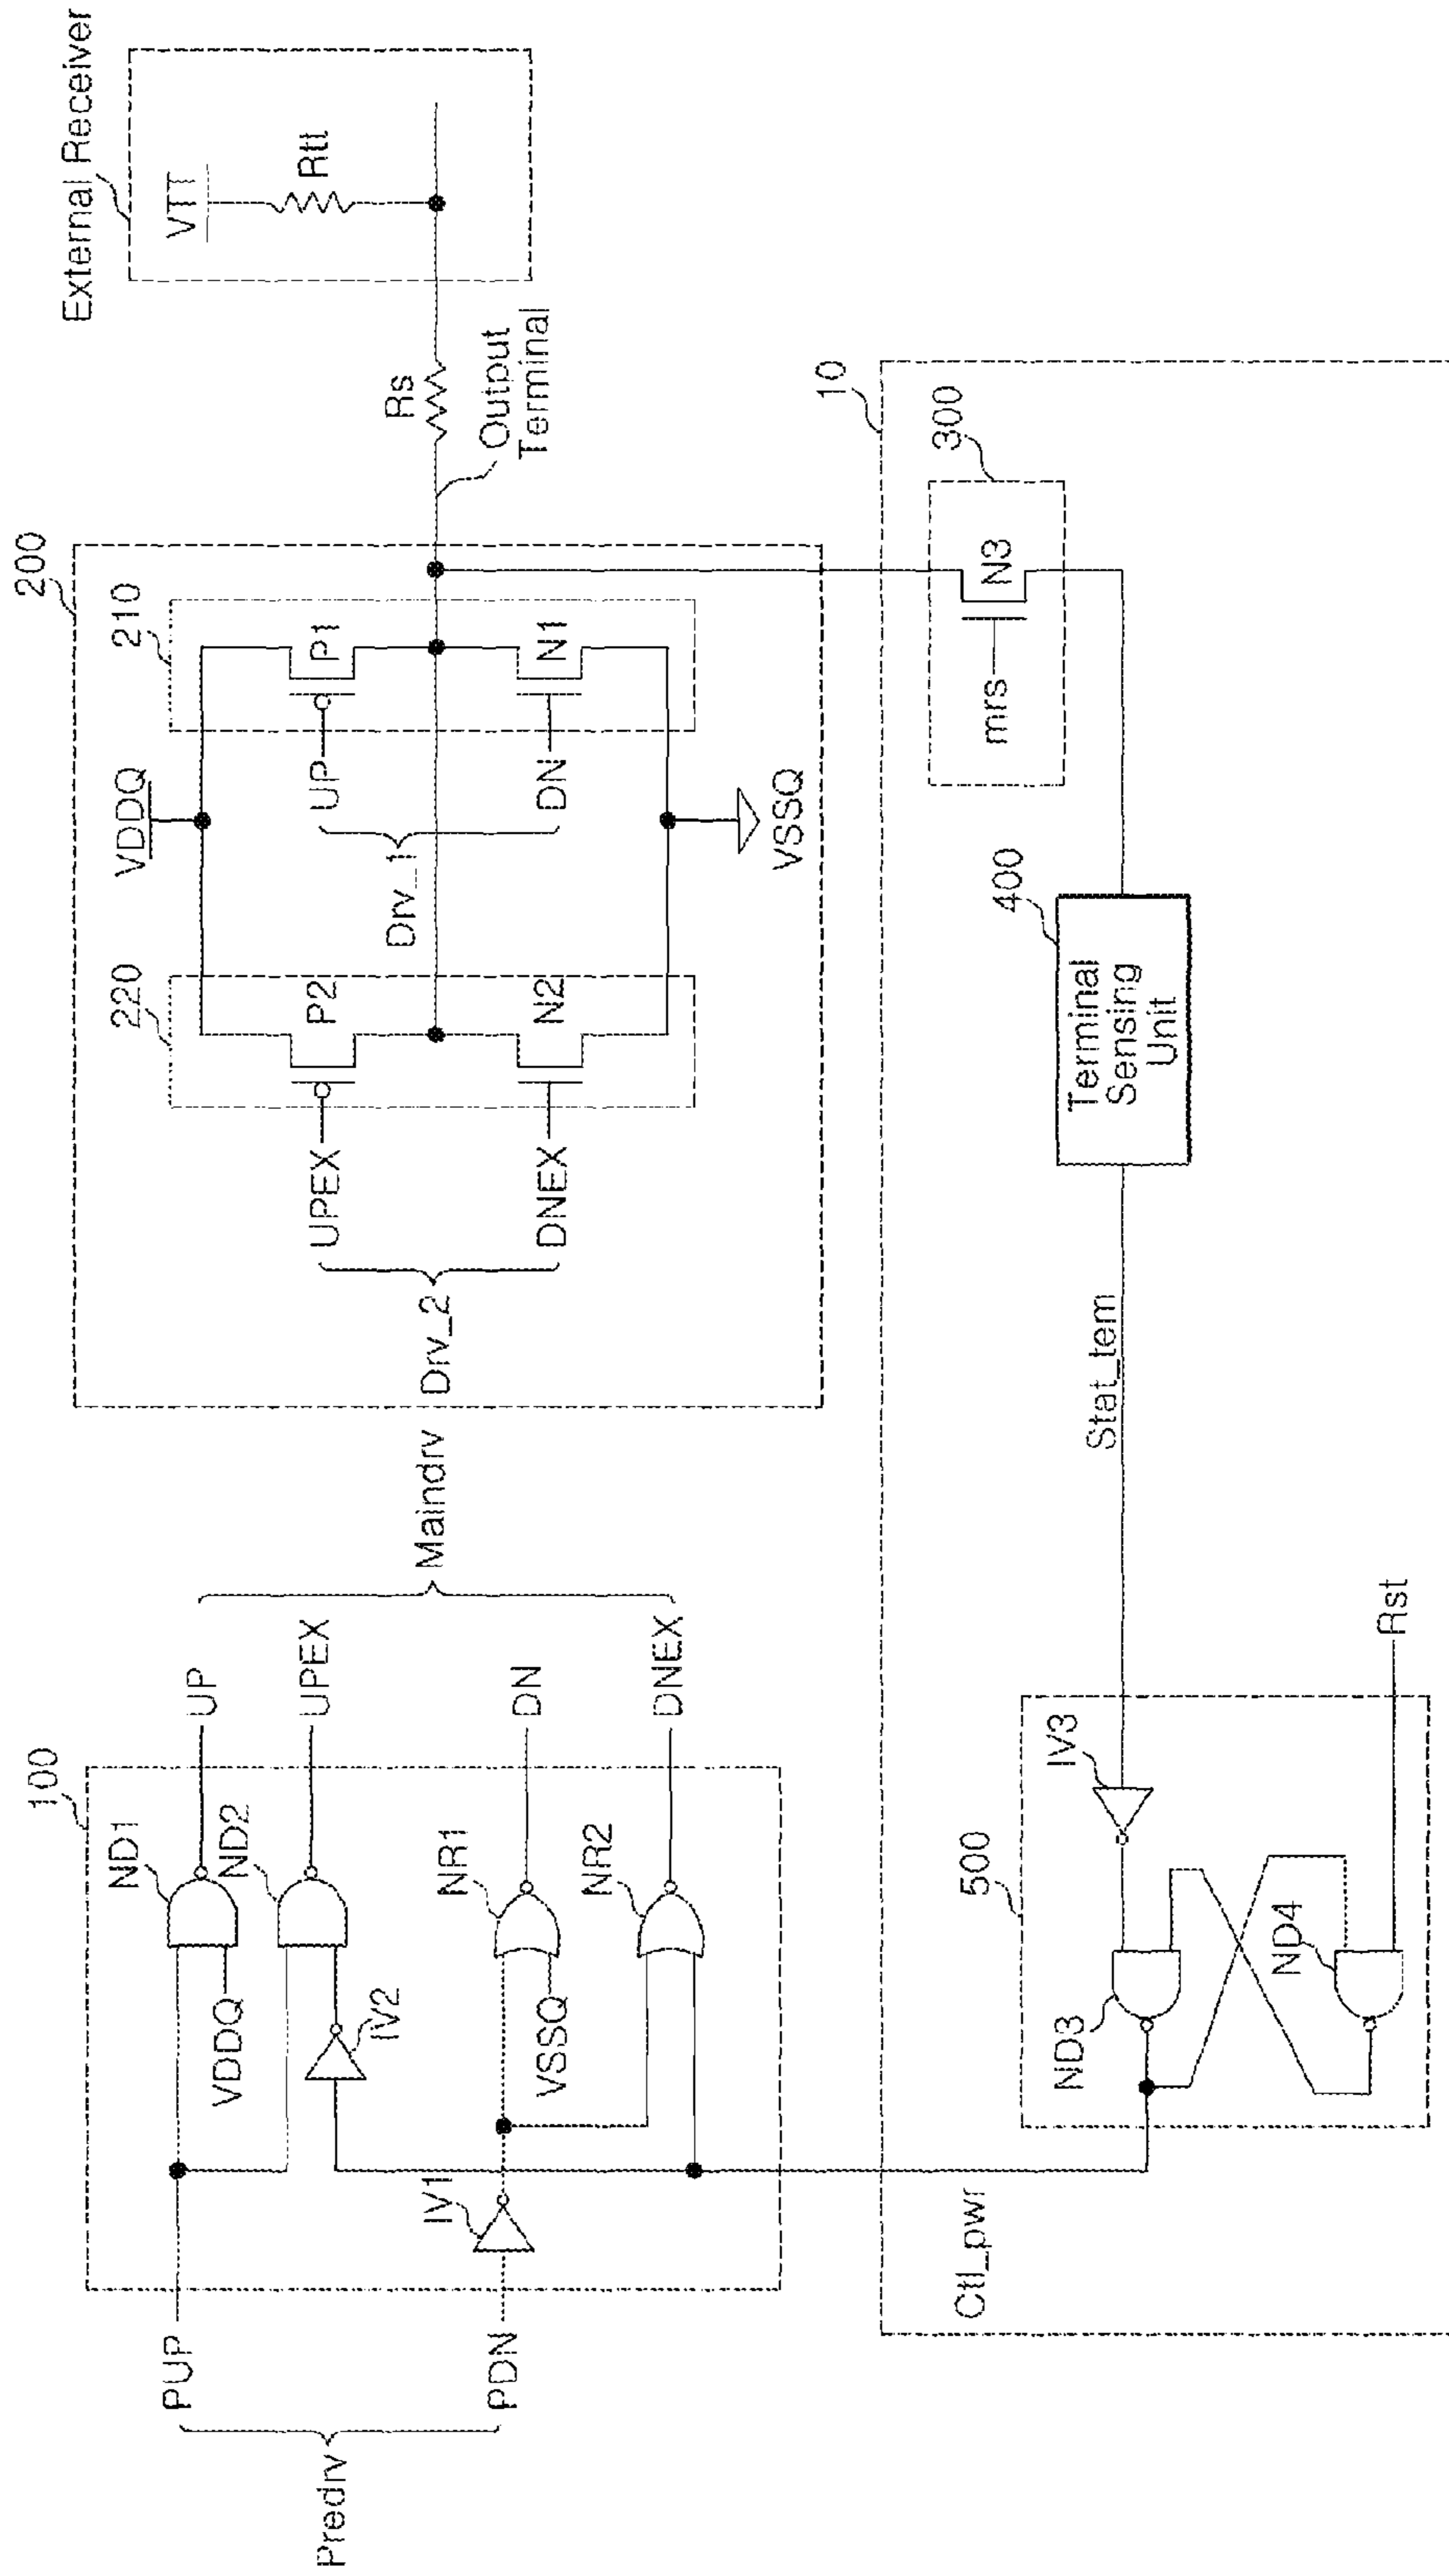 Predrv
PUP
PDN
100
ND1
ND2
VDDQ
IV2
IV1
NR1
VSSQ
NR2
UP
UPEX
DN
DNEX
Maindrv
200
VDDQ
220
P2
N2
UPEX
DNEX
Drv_2
210
P1
N1
UP
DN
Drv_1
VSSQ
Output
Terminal
Rs
External Receiver
VTT
Rtt
10
300
mrs
N3
400
Terminal
Sensing
Unit
Stat_tem
500
IV3
ND3
ND4
Rst
Ctl_pwr